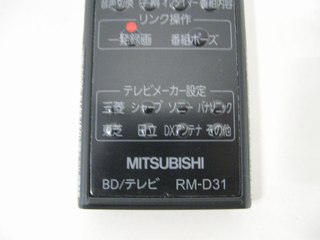 リンク操作
一発録画 番組ポーズ
テレビメーカー設定
三菱 シャープ ソニー パナソニック
東芝 日立 DXアンテナ その他
MITSUBISHI
BD/テレビ RM-D31